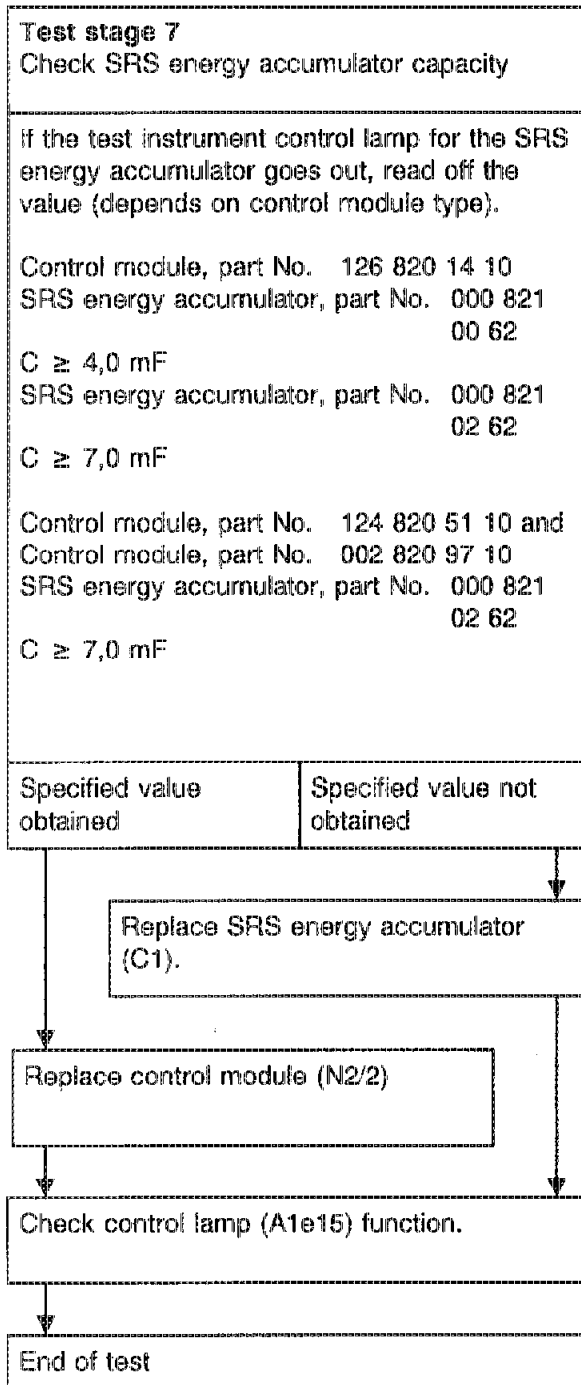 Test stage 7
Check SRS energy accumulator capacity
If the test instrument control lamp for the SRS
energy accumulator goes out, read off the
value (depends on control module type).
Control module, part No. 126 820 14 10
SRS energy accumulator, part No. 000 821
00 62
C ≥ 4,0 mF
SRS energy accumulator, part No. 000 821
02 62
C ≥ 7,0 mF
Control module, part No. 124 820 51 10 and
Control module, part No. 002 820 97 10
SRS energy accumulator, part No. 000 821
02 62
C ≥ 7,0 mF
Specified value
obtained
Specified value not
obtained
Replace SRS energy accumulator
(C1).
Replace control module (N2/2)
Check control lamp (A1e15) function.
End of test